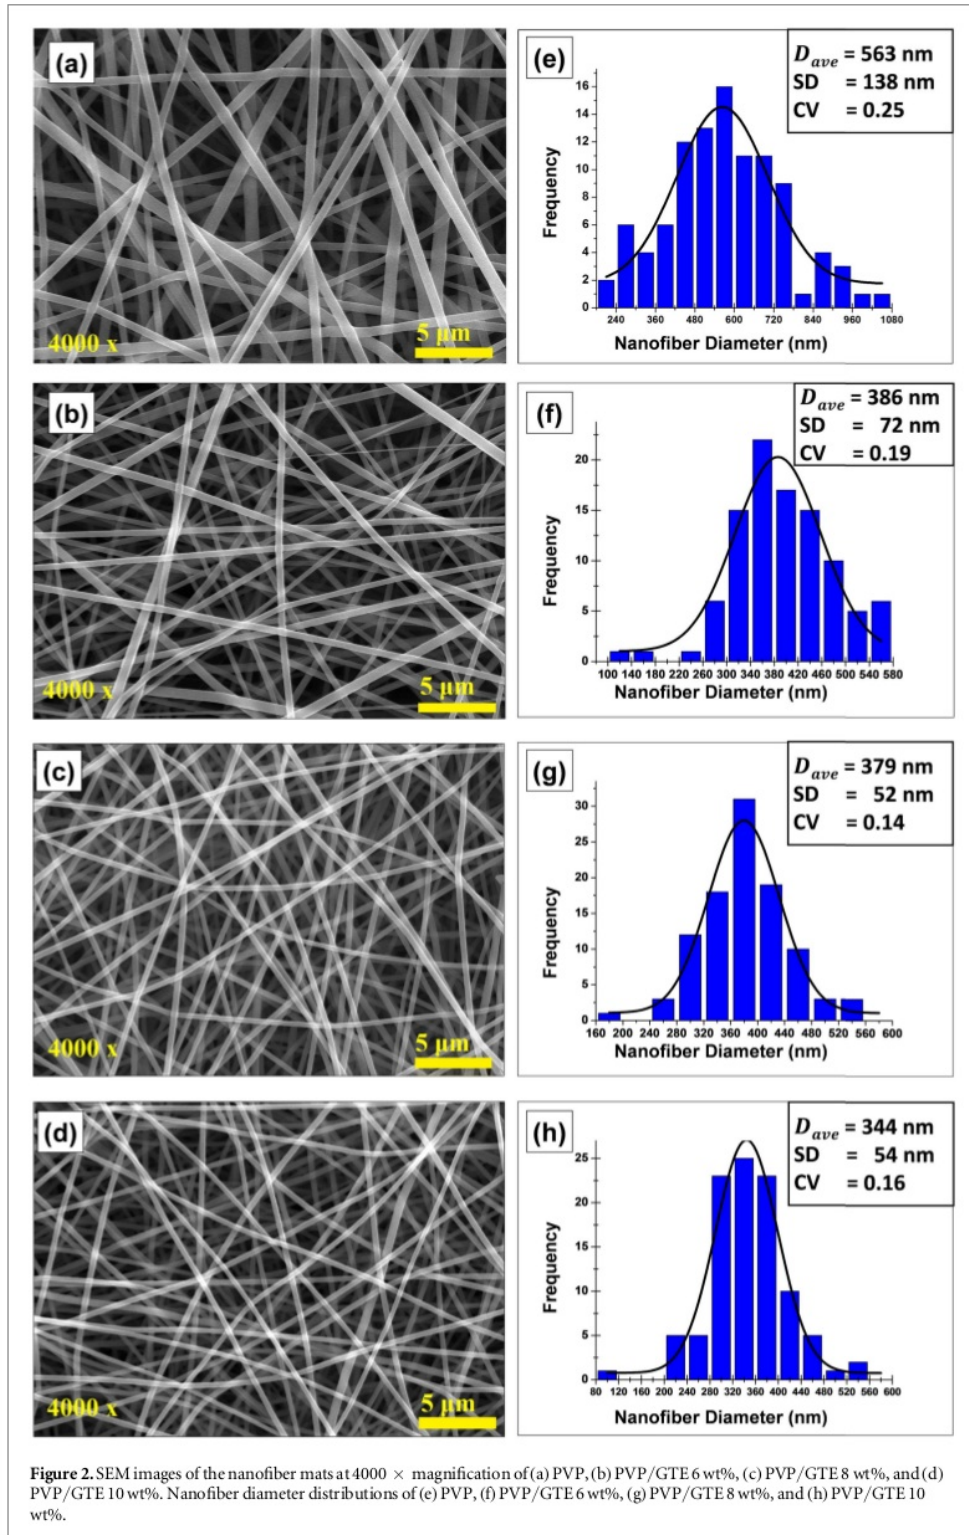 (a)
4000 x
5 μm
(e)
D_ave = 563 nm
SD = 138 nm
CV = 0.25
Frequency
16
14
12
10
8
6
4
2
0
240 360 480 600 720 840 960 1080
Nanofiber Diameter (nm)
(b)
4000 x
5 μm
(f)
D_ave = 386 nm
SD = 72 nm
CV = 0.19
Frequency
20
15
10
5
0
100 140 180 220 260 300 340 380 420 460 500 540 580
Nanofiber Diameter (nm)
(c)
4000 x
5 μm
(g)
D_ave = 379 nm
SD = 52 nm
CV = 0.14
Frequency
30
25
20
15
10
5
0
160 200 240 280 320 360 400 440 480 520 560 600
Nanofiber Diameter (nm)
(d)
4000 x
5 μm
(h)
D_ave = 344 nm
SD = 54 nm
CV = 0.16
Frequency
25
20
15
10
5
0
80 120 160 200 240 280 320 360 400 440 480 520 560 600
Nanofiber Diameter (nm)
Figure 2. SEM images of the nanofiber mats at 4000 × magnification of (a) PVP, (b) PVP/GTE 6 wt%, (c) PVP/GTE 8 wt%, and (d)
PVP/GTE 10 wt%. Nanofiber diameter distributions of (e) PVP, (f) PVP/GTE 6 wt%, (g) PVP/GTE 8 wt%, and (h) PVP/GTE 10
wt%.